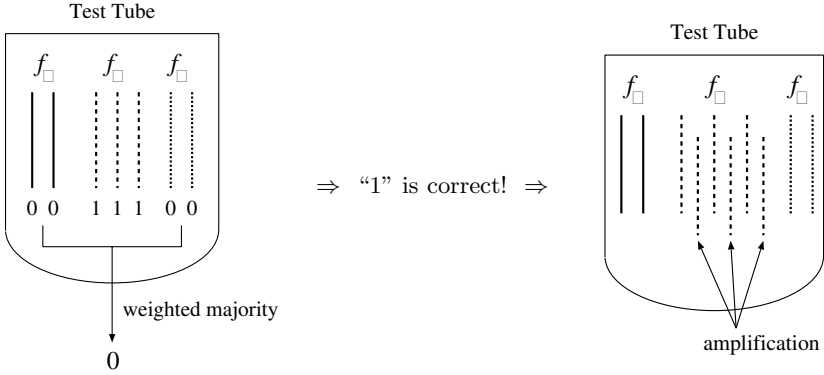 Test Tube
f□ f□ f□
0 0 1 1 1 0 0
weighted majority
0
⇒ “1” is correct! ⇒
Test Tube
f□ f□ f□
amplification